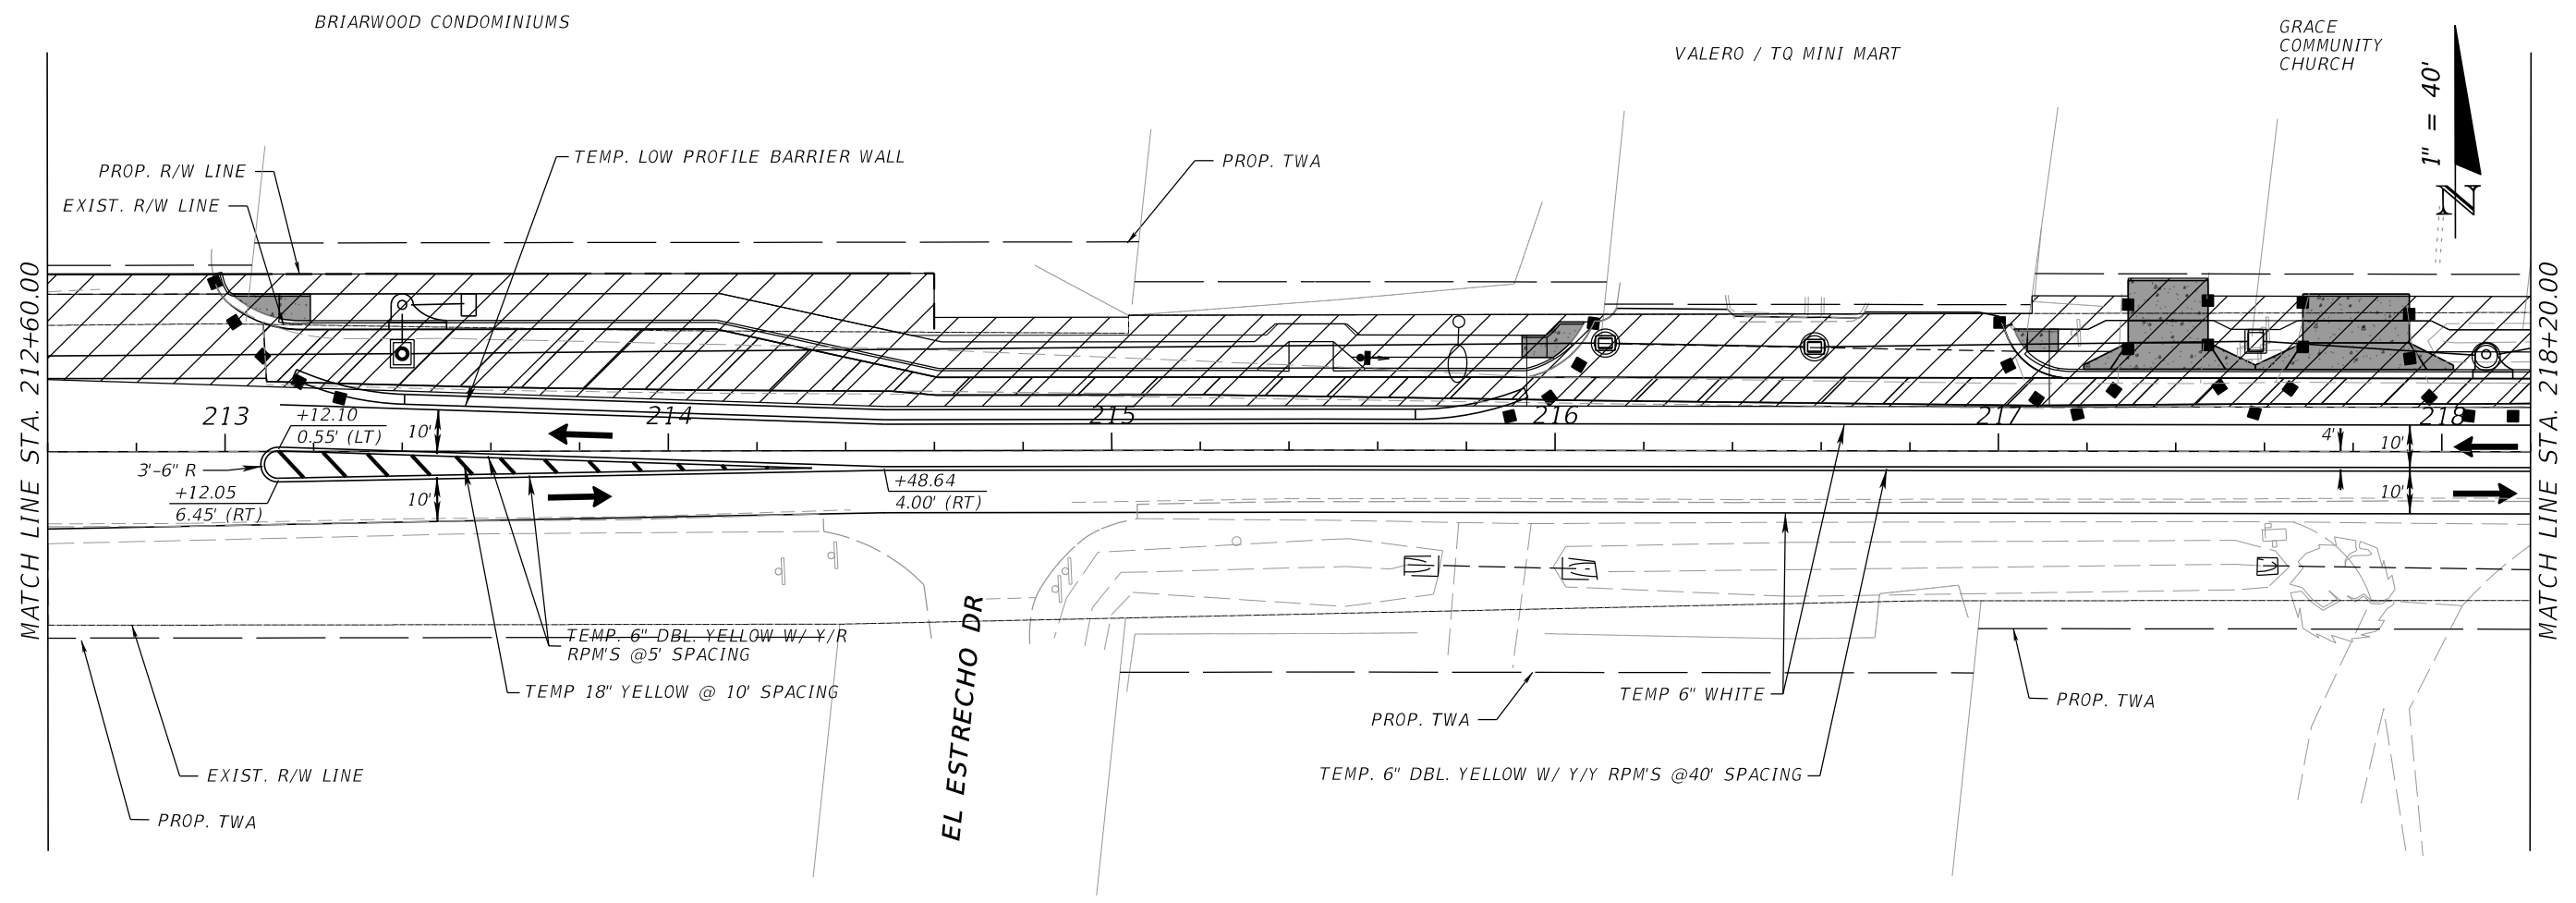 BRIARWOOD CONDOMINIUMS
VALERO / TQ MINI MART
GRACE
COMMUNITY
CHURCH
1" = 40'
N
PROP. R/W LINE
EXIST. R/W LINE
TEMP. LOW PROFILE BARRIER WALL
PROP. TWA
MATCH LINE STA. 212+60.00
MATCH LINE STA. 218+20.00
213
214
215
216
217
218
+12.10
0.55' (LT)
10'
3'-6" R
+12.05
6.45' (RT)
10'
+48.64
4.00' (RT)
4'
10'
10'
TEMP. 6" DBL. YELLOW W/ Y/R
RPM'S @5' SPACING
TEMP 18" YELLOW @ 10' SPACING
EL ESTRECHO DR
TEMP 6" WHITE
PROP. TWA
PROP. TWA
TEMP. 6" DBL. YELLOW W/ Y/Y RPM'S @40' SPACING
EXIST. R/W LINE
PROP. TWA